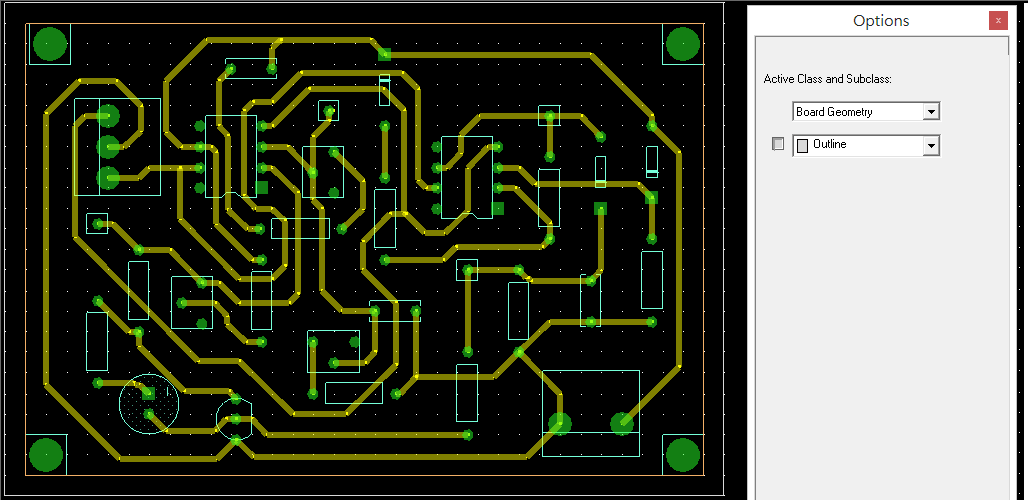 Options
x
Active Class and Subclass:
Board Geometry
Outline